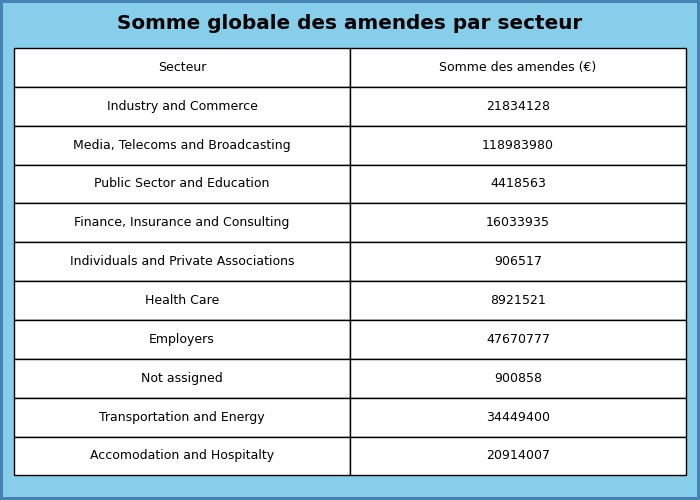 Somme globale des amendes par secteur
Secteur Somme des amendes (€)
Industry and Commerce 21834128
Media, Telecoms and Broadcasting 118983980
Public Sector and Education 4418563
Finance, Insurance and Consulting 16033935
Individuals and Private Associations 906517
Health Care 8921521
Employers 47670777
Not assigned 900858
Transportation and Energy 34449400
Accomodation and Hospitalty 20914007